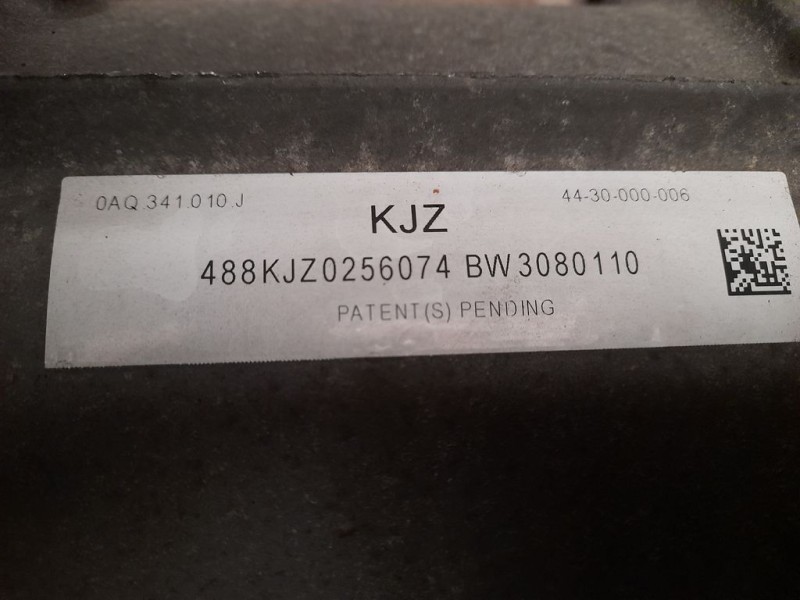 0AQ.341.010.J 44-30-000-006
KJZ
488KJZ0256074 BW3080110
PATENT(S) PENDING